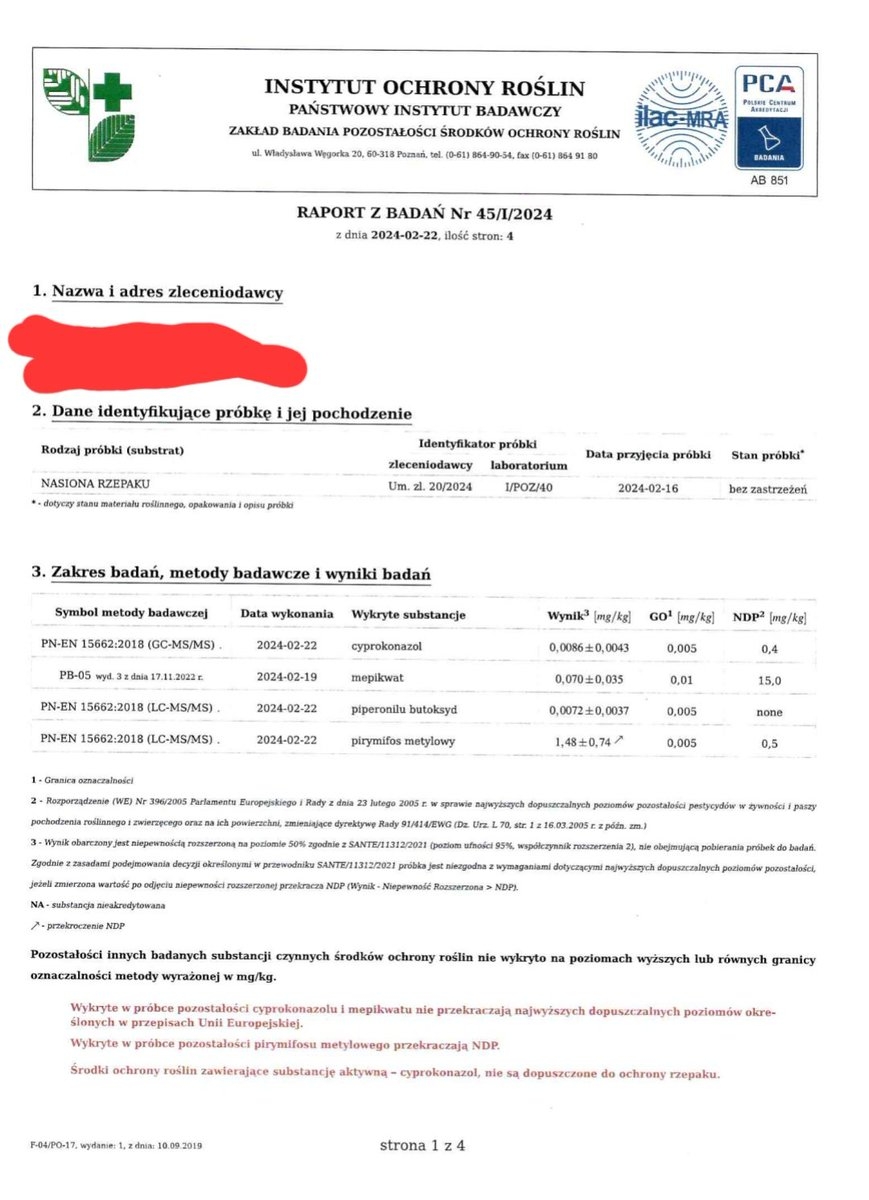 INSTYTUT OCHRONY ROŚLIN
PAŃSTWOWY INSTYTUT BADAWCZY
ZAKŁAD BADANIA POZOSTAŁOŚCI ŚRODKÓW OCHRONY ROŚLIN
ul. Władysława Węgorka 20, 60-318 Poznań, tel. (0-61) 864-90-54, fax (0-61) 864 91 80
ilac-MRA
PCA
POLSKIE CENTRUM
AKREDYTACJI
BADANIA
AB 851
RAPORT Z BADAŃ Nr 45/I/2024
z dnia 2024-02-22, ilość stron: 4
1. Nazwa i adres zleceniodawcy
2. Dane identyfikujące próbkę i jej pochodzenie
Rodzaj próbki (substrat) Identyfikator próbki Data przyjęcia próbki Stan próbki*
zleceniodawcy laboratorium
NASIONA RZEPAKU Um. zl. 20/2024 I/POZ/40 2024-02-16 bez zastrzeżeń
* - dotyczy stanu materiału roślinnego, opakowania i opisu próbki
3. Zakres badań, metody badawcze i wyniki badań
Symbol metody badawczej Data wykonania Wykryte substancje Wynik³ [mg/kg] GO¹ [mg/kg] NDP² [mg/kg]
PN-EN 15662:2018 (GC-MS/MS) . 2024-02-22 cyprokonazol 0,0086±0,0043 0,005 0,4
PB-05 wyd. 3 z dnia 17.11.2022 r. 2024-02-19 mepikwat 0,070±0,035 0,01 15,0
PN-EN 15662:2018 (LC-MS/MS) . 2024-02-22 piperonilu butoksyd 0,0072±0,0037 0,005 none
PN-EN 15662:2018 (LC-MS/MS) . 2024-02-22 pirymifos metylowy 1,48±0,74 ↗ 0,005 0,5
1 - Granica oznaczalności
2 - Rozporządzenie (WE) Nr 396/2005 Parlamentu Europejskiego i Rady z dnia 23 lutego 2005 r. w sprawie najwyższych dopuszczalnych poziomów pozostałości pestycydów w żywności i paszy
pochodzenia roślinnego i zwierzęcego oraz na ich powierzchni, zmieniające dyrektywę Rady 91/414/EWG (Dz. Urz. L 70, str. 1 z 16.03.2005 r. z późn. zm.)
3 - Wynik obarczony jest niepewnością rozszerzoną na poziomie 50% zgodnie z SANTE/11312/2021 (poziom ufności 95%, współczynnik rozszerzenia 2), nie obejmującą pobierania próbek do badań.
Zgodnie z zasadami podejmowania decyzji określonymi w przewodniku SANTE/11312/2021 próbka jest niezgodna z wymaganiami dotyczącymi najwyższych dopuszczalnych poziomów pozostałości,
jeżeli zmierzona wartość po odjęciu niepewności rozszerzonej przekracza NDP (Wynik - Niepewność Rozszerzona > NDP).
NA - substancja nieakredytowana
↗ - przekroczenie NDP
Pozostałości innych badanych substancji czynnych środków ochrony roślin nie wykryto na poziomach wyższych lub równych granicy
oznaczalności metody wyrażonej w mg/kg.
Wykryte w próbce pozostałości cyprokonazolu i mepikwatu nie przekraczają najwyższych dopuszczalnych poziomów okre-
ślonych w przepisach Unii Europejskiej.
Wykryte w próbce pozostałości pirymifosu metylowego przekraczają NDP.
Środki ochrony roślin zawierające substancję aktywną – cyprokonazol, nie są dopuszczone do ochrony rzepaku.
F-04/PO-17, wydanie: 1, z dnia: 10.09.2019
strona 1 z 4